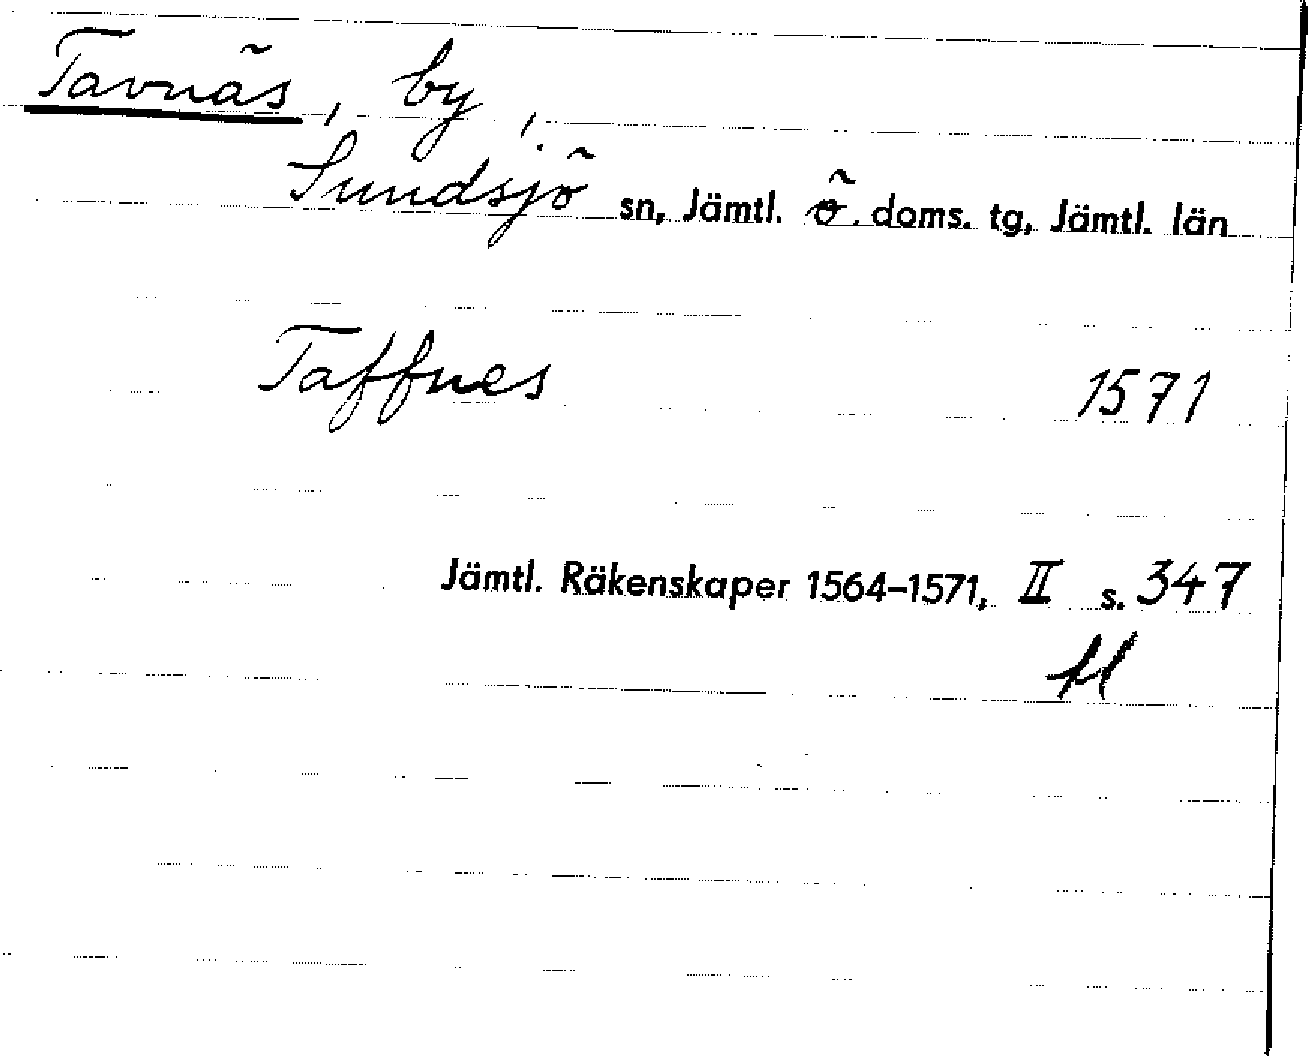 Tavnäs, by,
Sundsjö sn, Jämtl. ö. doms. tg, Jämtl. län
Taffnes 1571
Jämtl. Räkenskaper 1564–1571, II s. 347